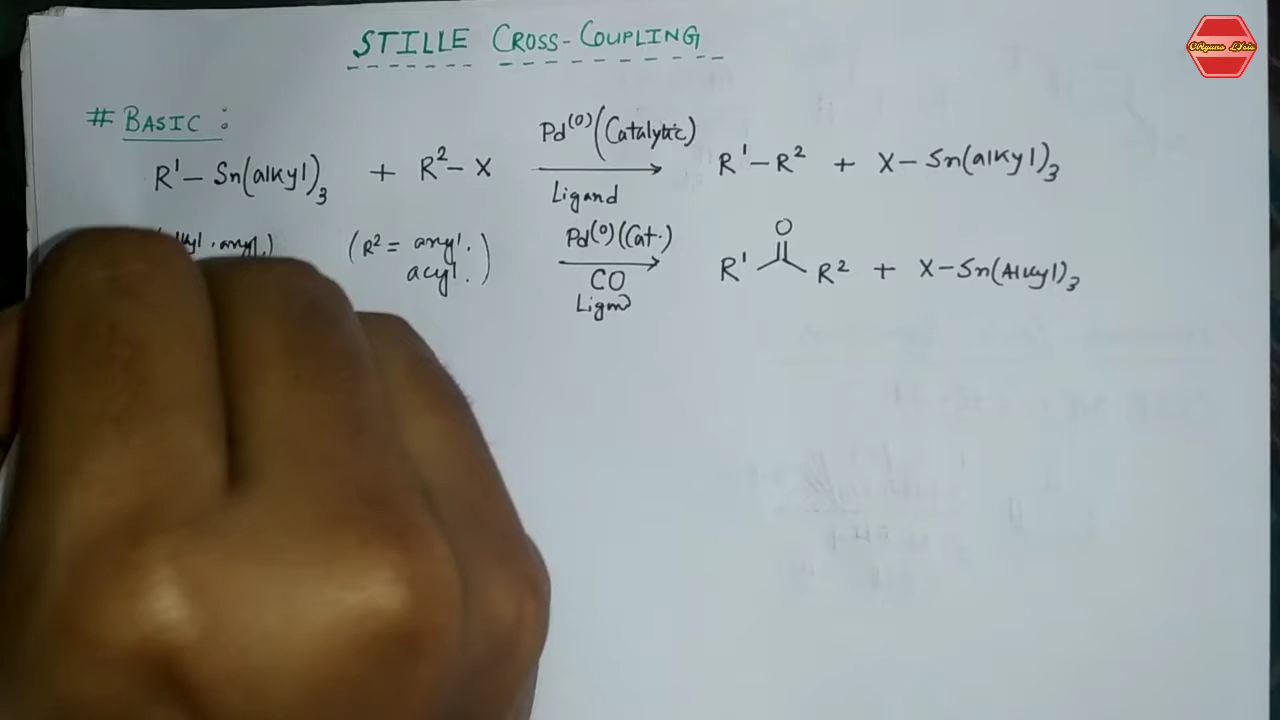 STILLE CROSS-COUPLING
# BASIC :
R¹ – Sn(alkyl)₃ + R² – X Pd⁽⁰⁾(Catalytic) Ligand → R¹–R² + X–Sn(alkyl)₃
(R² = aryl. acyl.) Pd⁽⁰⁾(Cat.) CO → R¹ O R² + X–Sn(Alkyl)₃